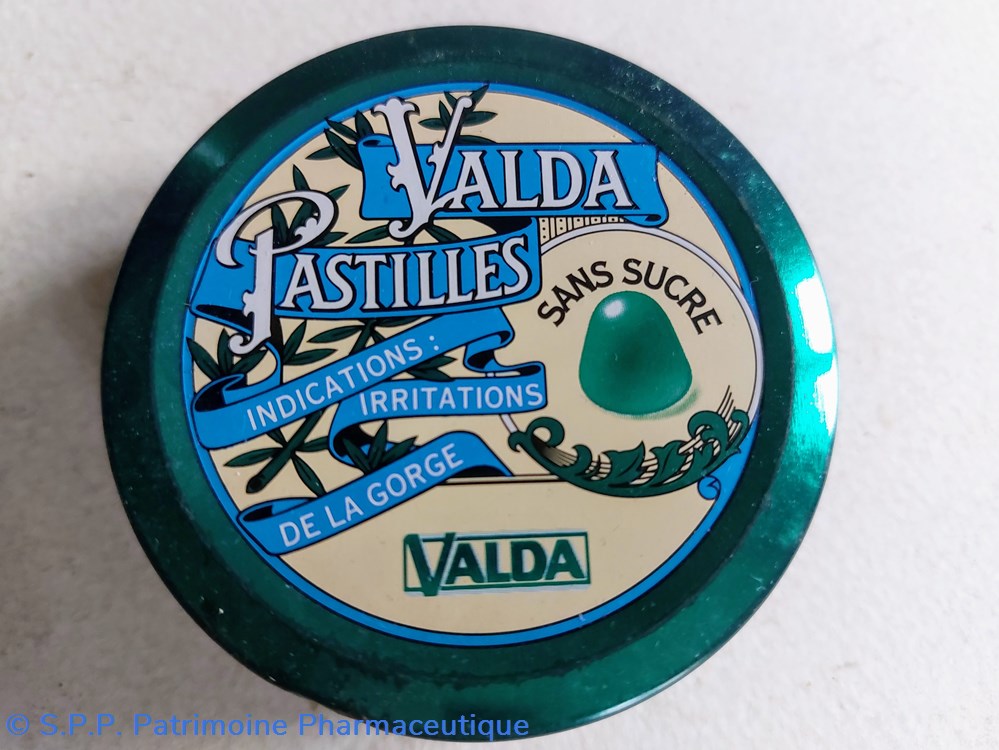 VALDA
PASTILLES
SANS SUCRE
INDICATIONS :
IRRITATIONS
DE LA GORGE
VALDA
© S.P.P. Patrimoine Pharmaceutique